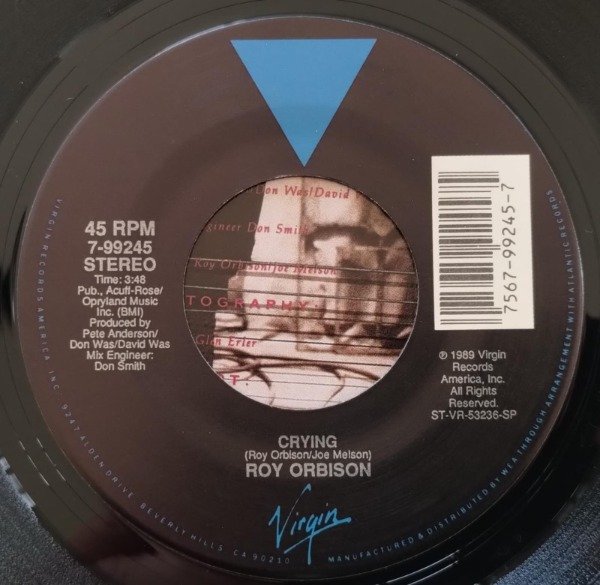 45 RPM
7-99245
STEREO
Time: 3:48
Pub., Acuff-Rose/
Opryland Music
Inc. (BMI)
Produced by
Pete Anderson/
Don Was/David Was
Mix Engineer:
Don Smith
Don Was/David
gineer Don Smi
Roy Orbison/Joe Melson
TOGRAPHY:
Glen Erler
T.
7567-99245-7
℗ 1989 Virgin
Records
America, Inc.
All Rights
Reserved.
ST-VR-53236-SP
CRYING
(Roy Orbison/Joe Melson)
ROY ORBISON
Virgin
VIRGIN RECORDS AMERICA, INC. 9247 ALDEN DRIVE, BEVERLY HILLS, CA 90210
MANUFACTURED & DISTRIBUTED BY WEA THROUGH ARRANGEMENT WITH ATLANTIC RECORDS